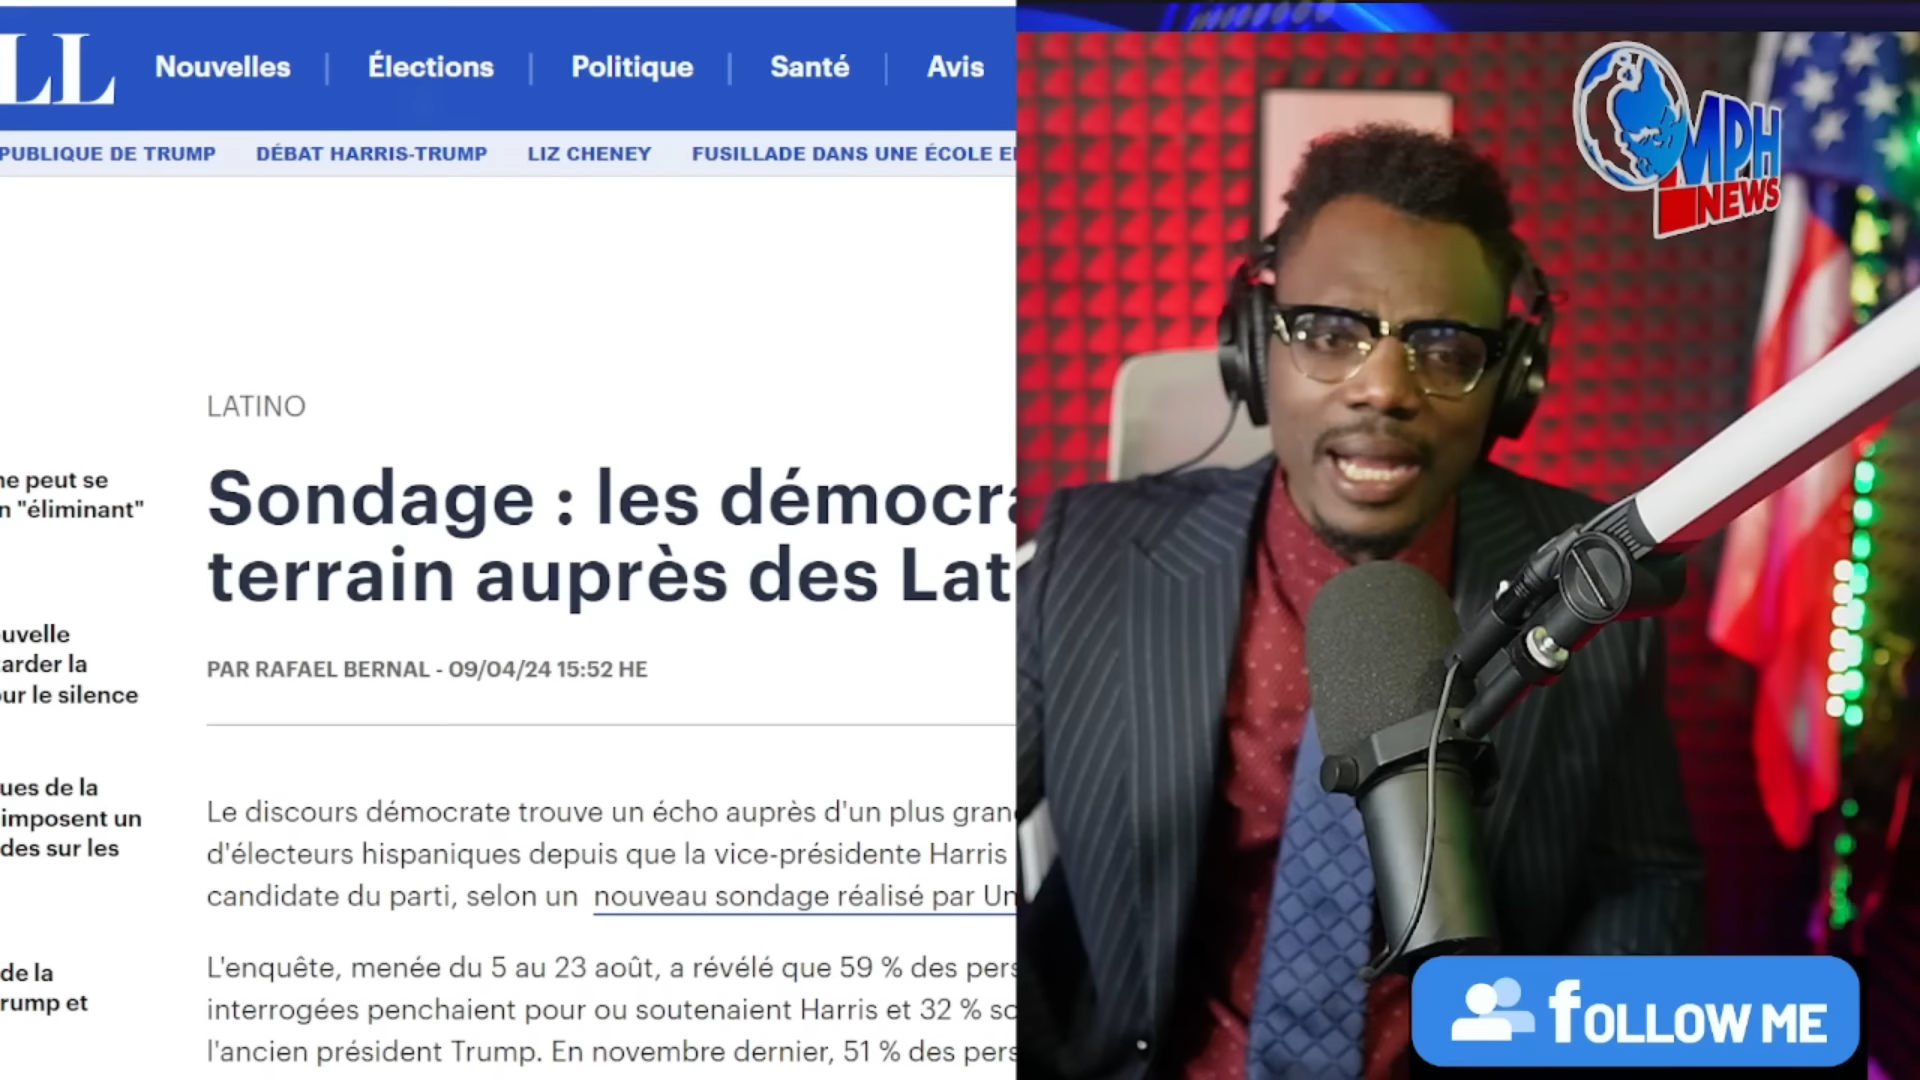 LL
Nouvelles
Élections
Politique
Santé
Avis
PUBLIQUE DE TRUMP
DÉBAT HARRIS-TRUMP
LIZ CHENEY
FUSILLADE DANS UNE ÉCOLE
LATINO
ne peut se
n "éliminant"
Sondage : les démocra
terrain auprès des Lat
PAR RAFAEL BERNAL - 09/04/24 15:52 HE
ouvelle
arder la
ur le silence
ues de la
imposent un
des sur les
Le discours démocrate trouve un écho auprès d'un plus gran
d'électeurs hispaniques depuis que la vice-présidente Harris
candidate du parti, selon un nouveau sondage réalisé par Un
de la
rump et
L'enquête, menée du 5 au 23 août, a révélé que 59 % des pers
interrogées penchaient pour ou soutenaient Harris et 32 % so
l'ancien président Trump. En novembre dernier, 51 % des pers
MPH
NEWS
FOLLOW ME